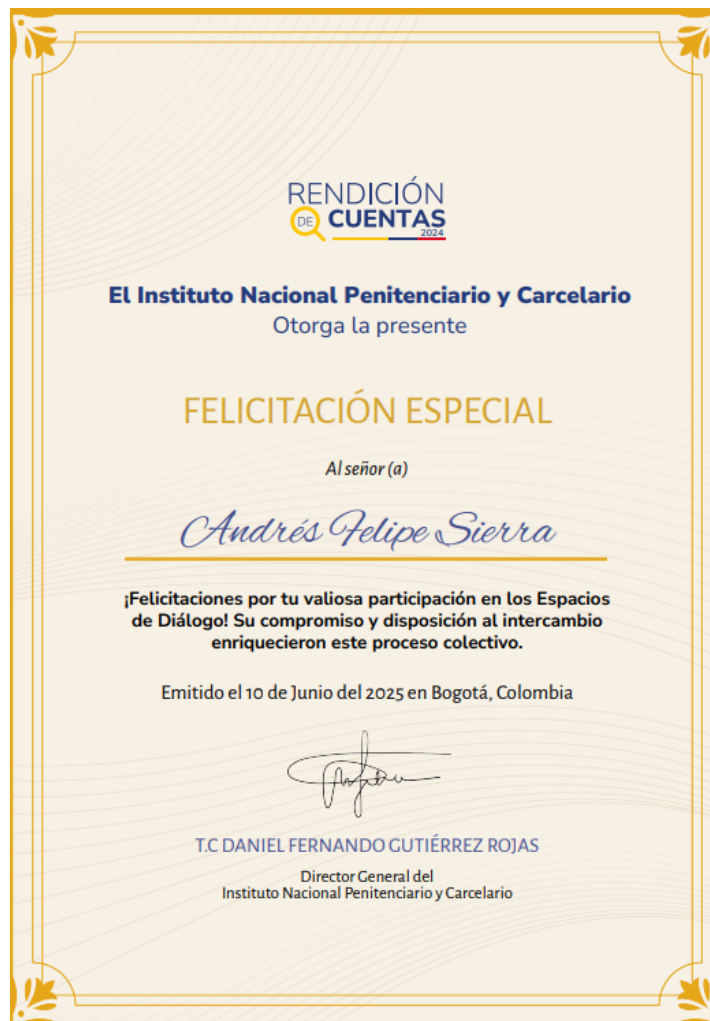 RENDICIÓN
DE CUENTAS
2024
El Instituto Nacional Penitenciario y Carcelario
Otorga la presente
FELICITACIÓN ESPECIAL
Al señor (a)
Andrés Felipe Sierra
¡Felicitaciones por tu valiosa participación en los Espacios
de Diálogo! Su compromiso y disposición al intercambio
enriquecieron este proceso colectivo.
Emitido el 10 de Junio del 2025 en Bogotá, Colombia
T.C DANIEL FERNANDO GUTIÉRREZ ROJAS
Director General del
Instituto Nacional Penitenciario y Carcelario